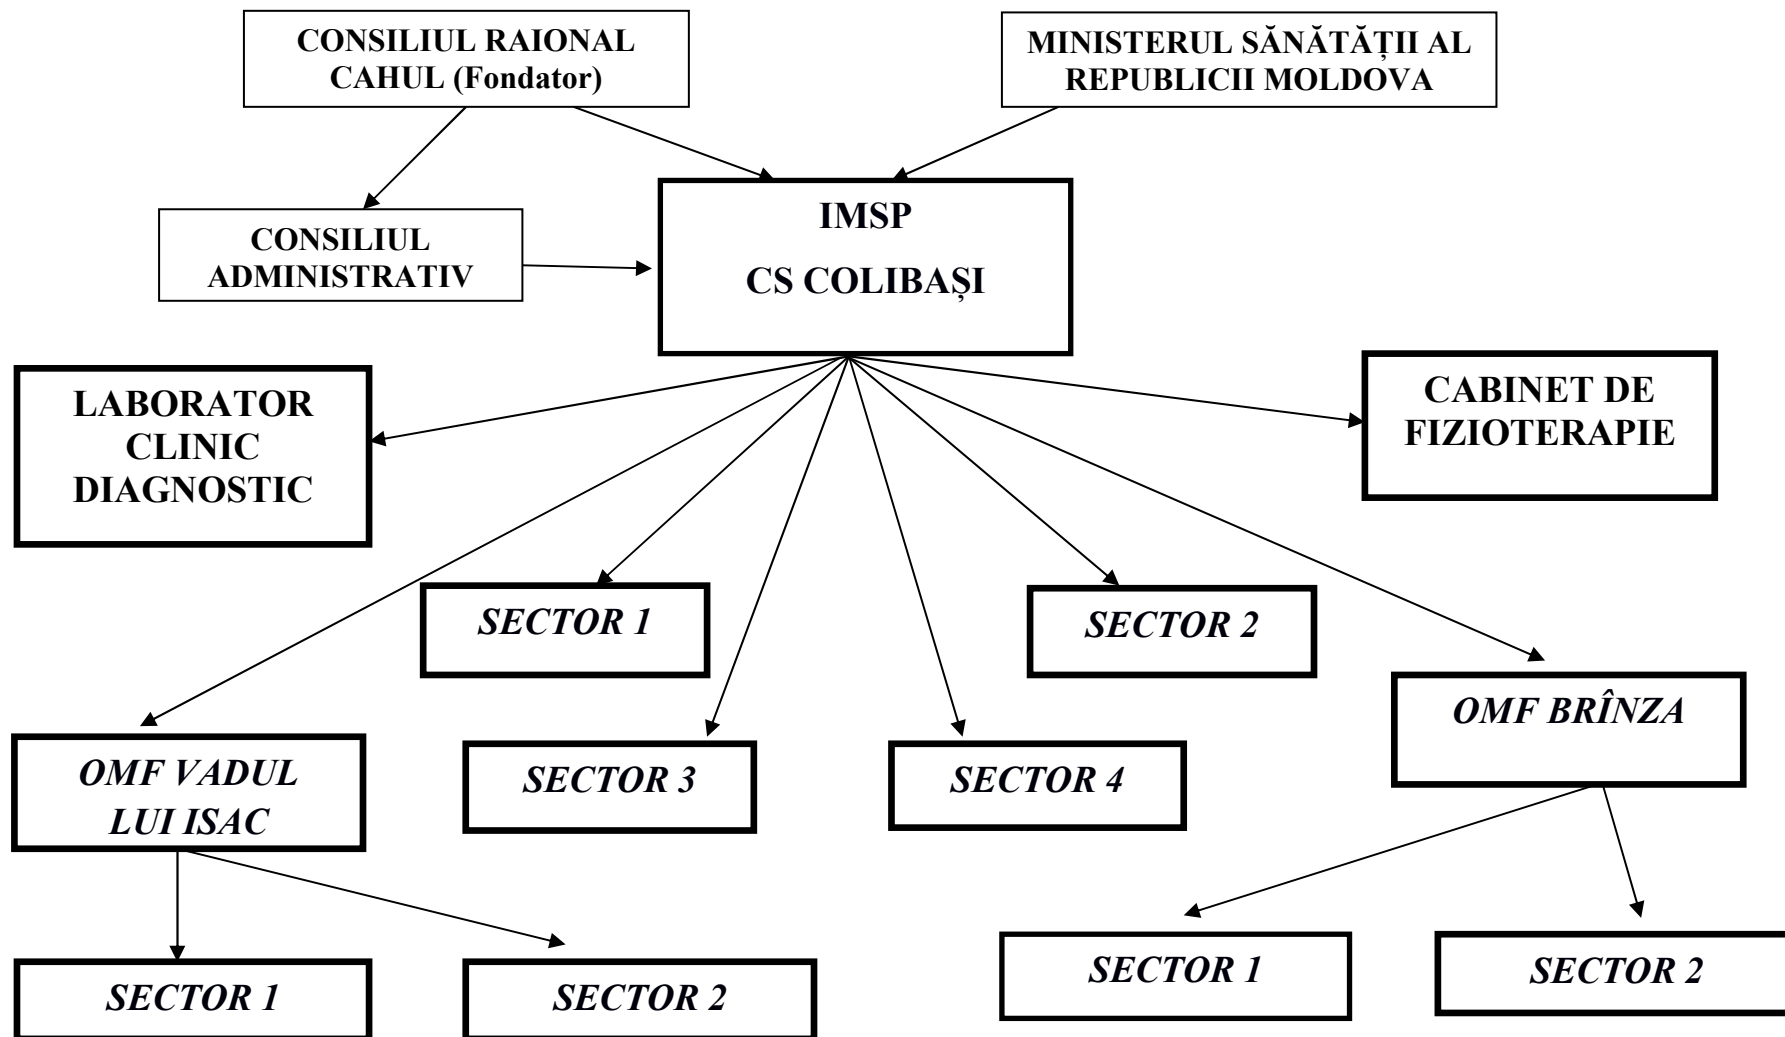 CONSILIUL RAIONAL
CAHUL (Fondator)
MINISTERUL SĂNĂTĂȚII AL
REPUBLICII MOLDOVA
CONSILIUL
ADMINISTRATIV
IMSP
CS COLIBAȘI
LABORATOR
CLINIC
DIAGNOSTIC
CABINET DE
FIZIOTERAPIE
SECTOR 1
SECTOR 2
OMF BRÎNZA
OMF VADUL
LUI ISAC
SECTOR 3
SECTOR 4
SECTOR 1
SECTOR 2
SECTOR 1
SECTOR 2